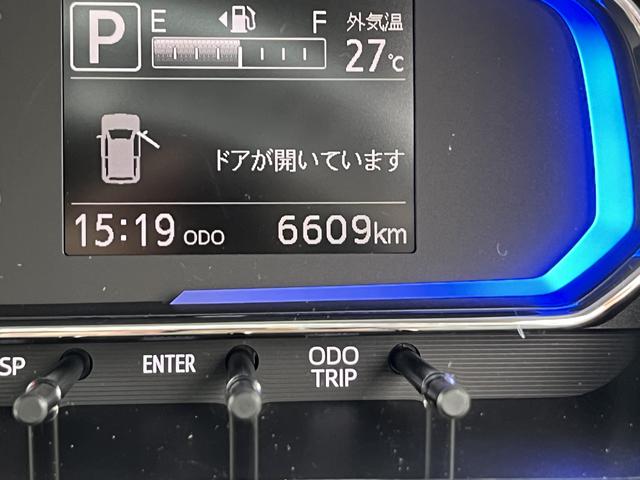 P E F 外気温
27℃
ドアが開いています
15:19 ODO 6609km
SP ENTER ODO
TRIP